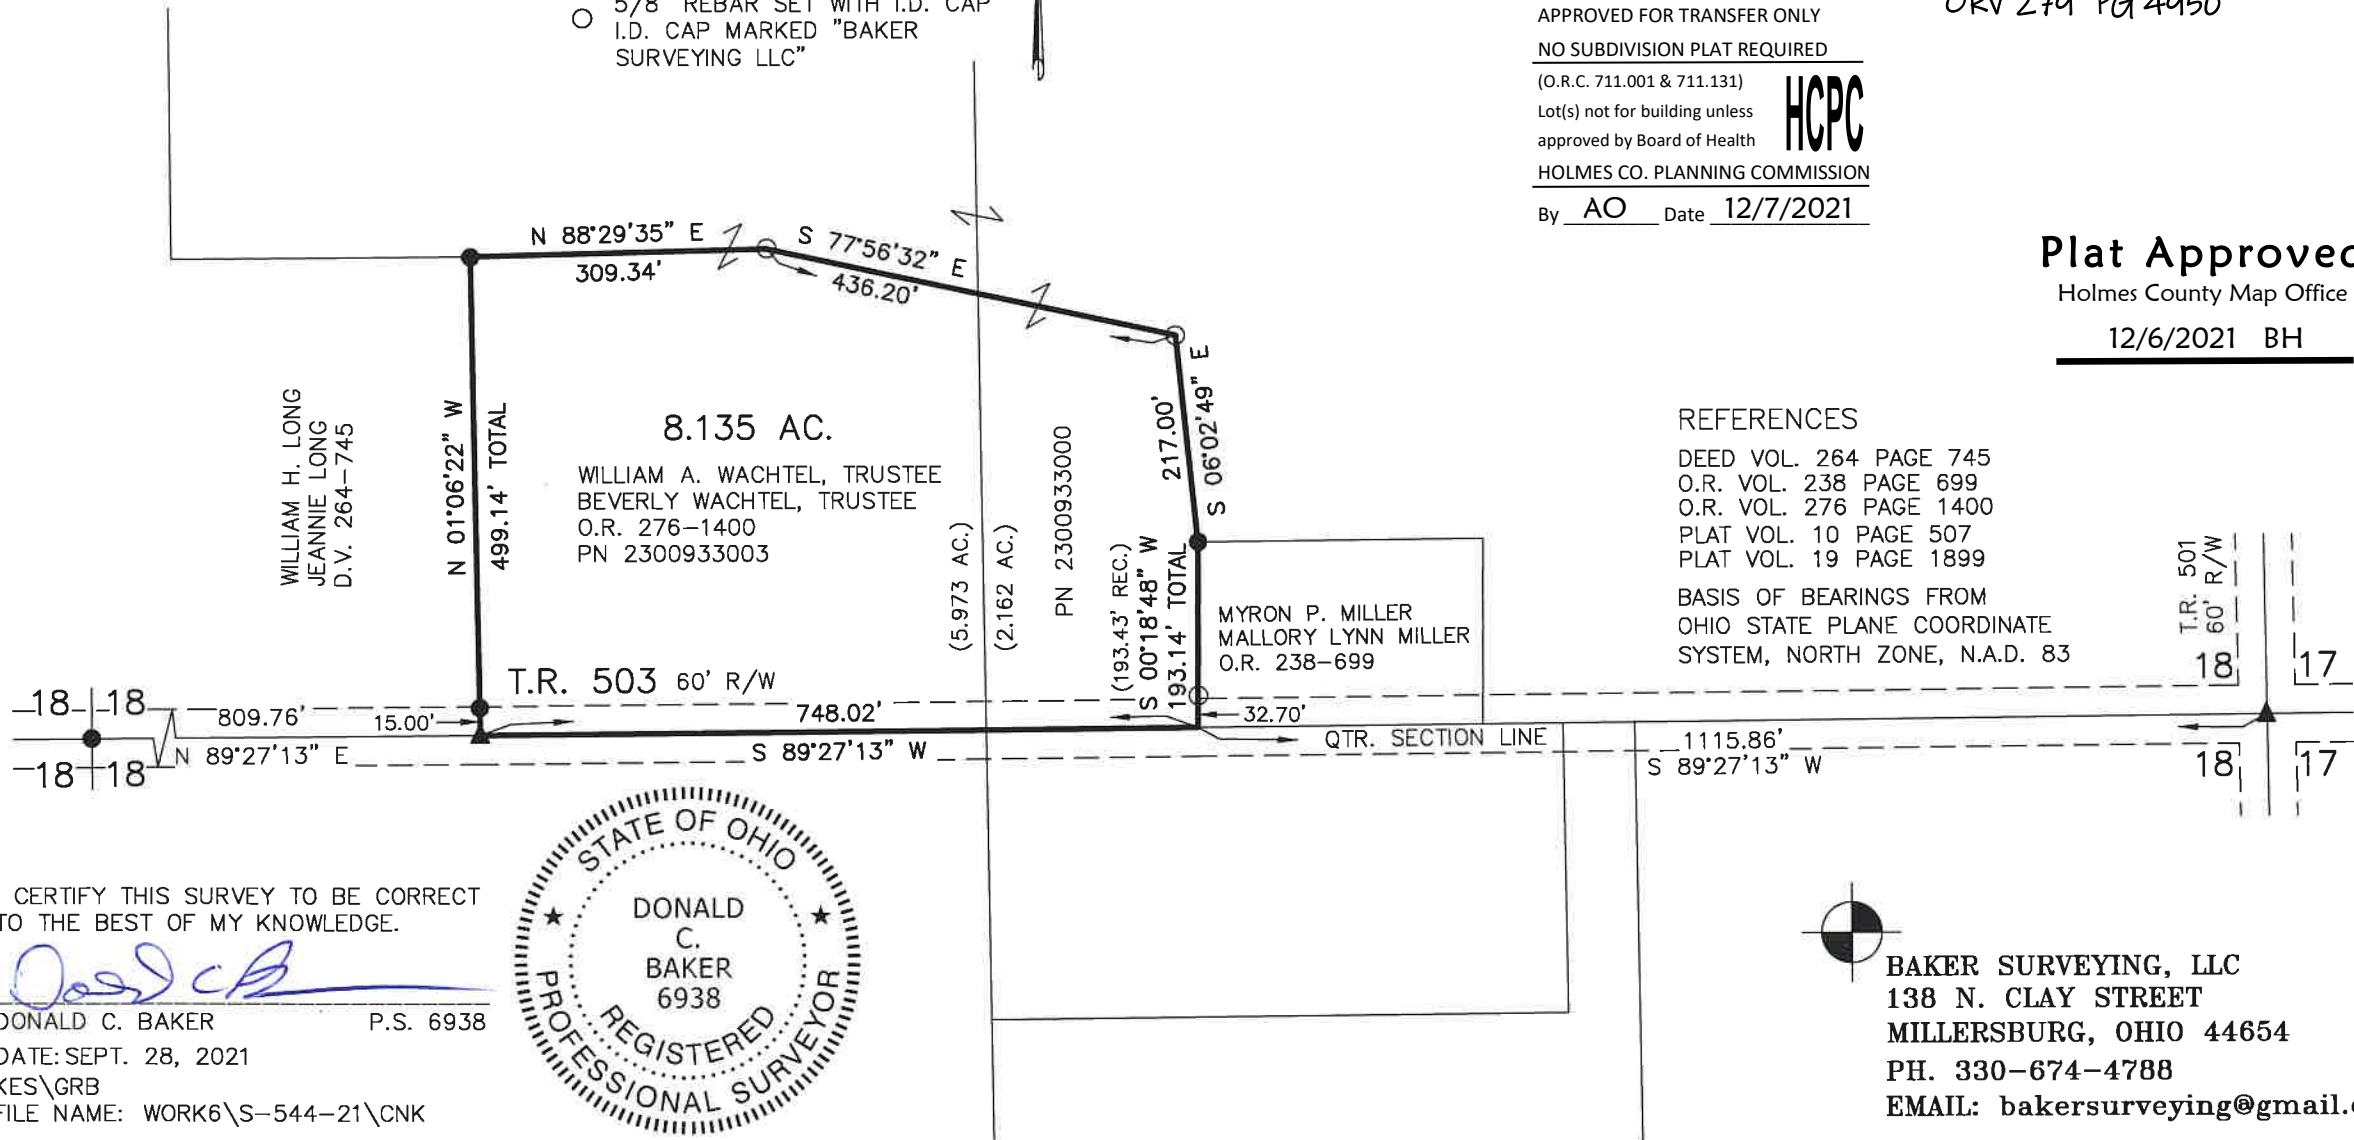 5/8" REBAR SET WITH I.D. CAP
I.D. CAP MARKED "BAKER
SURVEYING LLC"
APPROVED FOR TRANSFER ONLY
NO SUBDIVISION PLAT REQUIRED
(O.R.C. 711.001 & 711.131)
Lot(s) not for building unless
approved by Board of Health
HCPC
HOLMES CO. PLANNING COMMISSION
By AO Date 12/7/2021
ORV 279 PG 4950
Plat Approved
Holmes County Map Office
12/6/2021 BH
N 88°29'35" E
309.34'
S 77°56'32" E
436.20'
217.00'
S 06°02'49" E
WILLIAM H. LONG
JEANNIE LONG
D.V. 264-745
N 01°06'22" W
499.14' TOTAL
8.135 AC.
WILLIAM A. WACHTEL, TRUSTEE
BEVERLY WACHTEL, TRUSTEE
O.R. 276-1400
PN 2300933003
(5.973 AC.)
(2.162 AC.)
PN 2300933000
(193.43' REC.)
S 00°18'48" W
193.14' TOTAL
MYRON P. MILLER
MALLORY LYNN MILLER
O.R. 238-699
REFERENCES
DEED VOL. 264 PAGE 745
O.R. VOL. 238 PAGE 699
O.R. VOL. 276 PAGE 1400
PLAT VOL. 10 PAGE 507
PLAT VOL. 19 PAGE 1899
BASIS OF BEARINGS FROM
OHIO STATE PLANE COORDINATE
SYSTEM, NORTH ZONE, N.A.D. 83
T.R. 501
60' R/W
18 17
T.R. 503 60' R/W
18 18
809.76'
15.00'
748.02'
32.70'
N 89°27'13" E
S 89°27'13" W
QTR. SECTION LINE
1115.86'
S 89°27'13" W
18 18
18 17
CERTIFY THIS SURVEY TO BE CORRECT
TO THE BEST OF MY KNOWLEDGE.
DONALD C. BAKER P.S. 6938
DATE: SEPT. 28, 2021
KES\GRB
FILE NAME: WORK6\S-544-21\CNK
STATE OF OHIO
DONALD
C.
BAKER
6938
REGISTERED
PROFESSIONAL SURVEYOR
BAKER SURVEYING, LLC
138 N. CLAY STREET
MILLERSBURG, OHIO 44654
PH. 330-674-4788
EMAIL: bakersurveying@gmail.